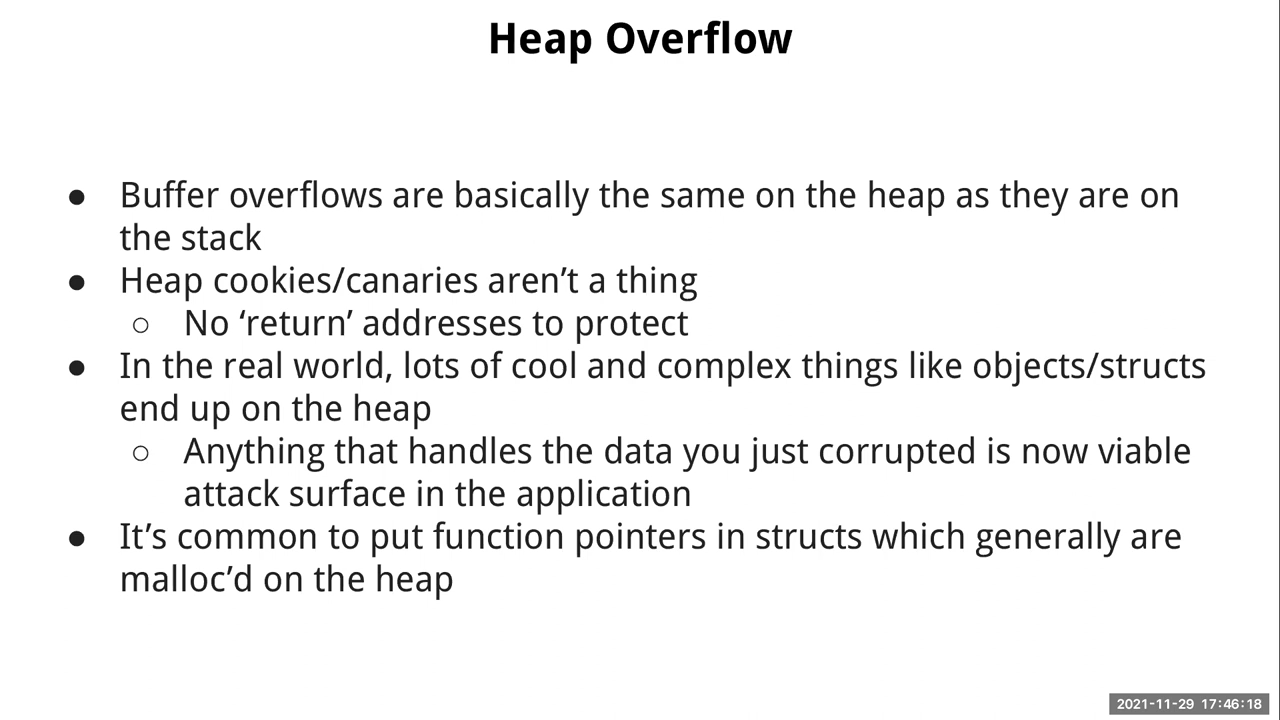 Heap Overflow
● Buffer overflows are basically the same on the heap as they are on
the stack
● Heap cookies/canaries aren’t a thing
○ No ‘return’ addresses to protect
● In the real world, lots of cool and complex things like objects/structs
end up on the heap
○ Anything that handles the data you just corrupted is now viable
attack surface in the application
● It’s common to put function pointers in structs which generally are
malloc’d on the heap
2021-11-29 17:46:18